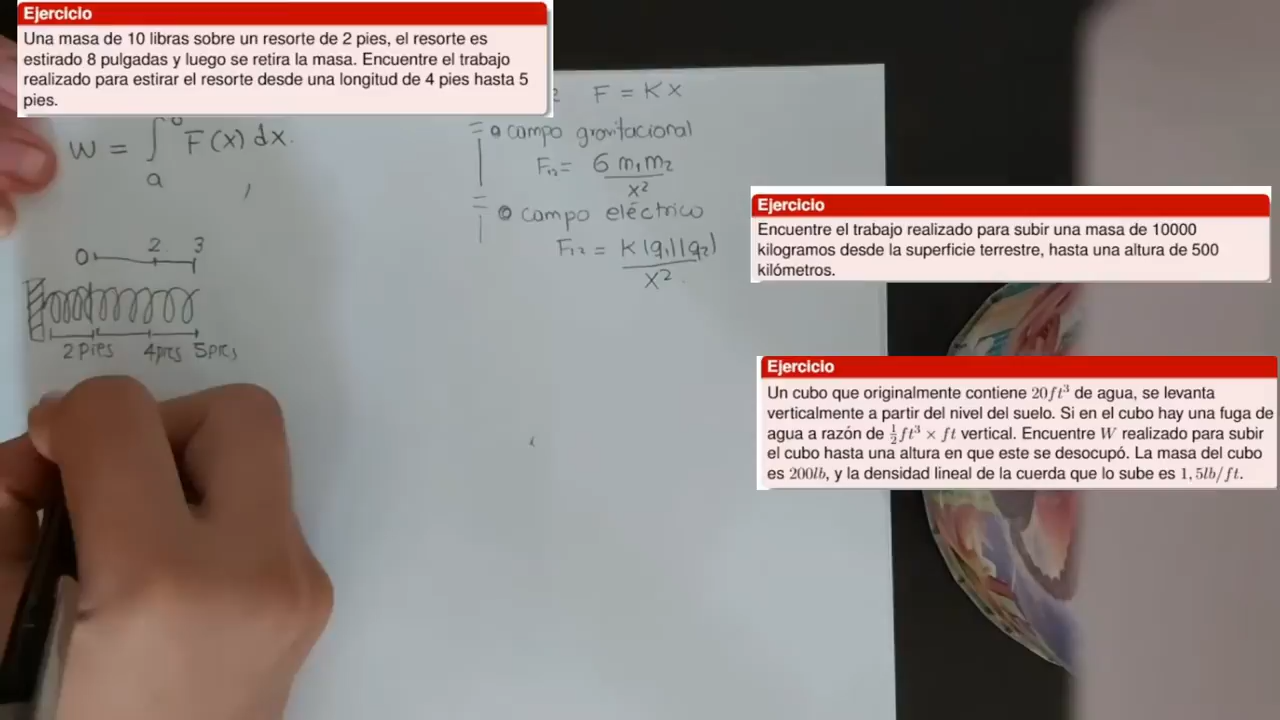 Ejercicio
Una masa de 10 libras sobre un resorte de 2 pies, el resorte es
estirado 8 pulgadas y luego se retira la masa. Encuentre el trabajo
realizado para estirar el resorte desde una longitud de 4 pies hasta 5
pies.
F = Kx
W = ∫ F(x) dx.
a
campo gravitacional
F₁₂ = G m₁m₂
x²
campo eléctrico
F₁₂ = K|q₁||q₂|
x²
0 2 3
2 pies 4pies 5pies
Ejercicio
Encuentre el trabajo realizado para subir una masa de 10000
kilogramos desde la superficie terrestre, hasta una altura de 500
kilómetros.
Ejercicio
Un cubo que originalmente contiene 20ft³ de agua, se levanta
verticalmente a partir del nivel del suelo. Si en el cubo hay una fuga de
agua a razón de ½ft³ × ft vertical. Encuentre W realizado para subir
el cubo hasta una altura en que este se desocupó. La masa del cubo
es 200lb, y la densidad lineal de la cuerda que lo sube es 1,5lb/ft.